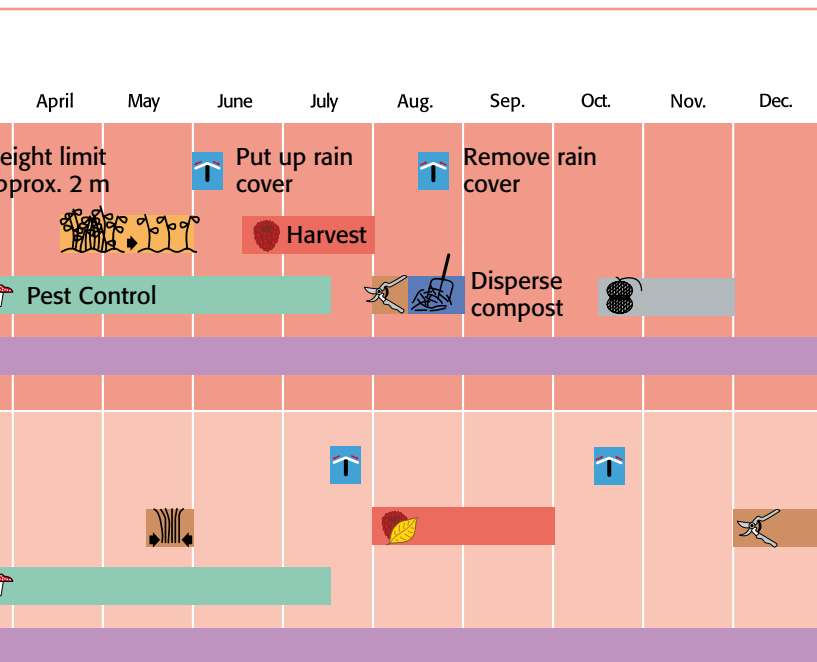 April May June July Aug. Sep. Oct. Nov. Dec.
eight limit
pprox. 2 m
Put up rain
cover
Remove rain
cover
Harvest
Pest Control
Disperse
compost